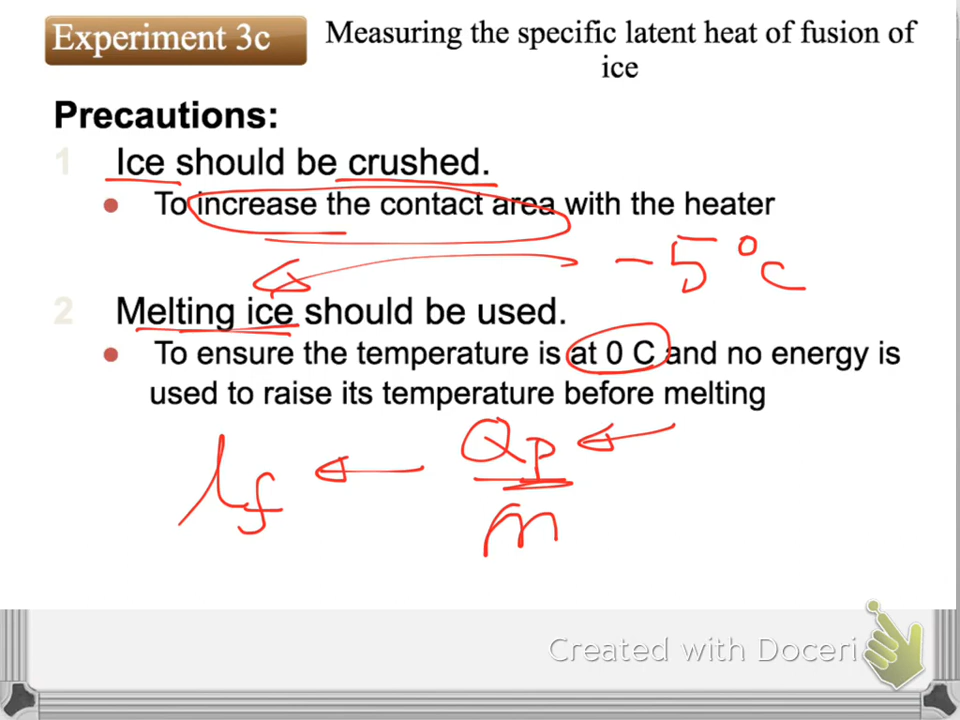 Experiment 3c
Measuring the specific latent heat of fusion of
ice
Precautions:
1 Ice should be crushed.
• To increase the contact area with the heater
-5°C
2 Melting ice should be used.
• To ensure the temperature is at 0 C and no energy is
used to raise its temperature before melting
lf ← Qp ←
m
Created with Doceri